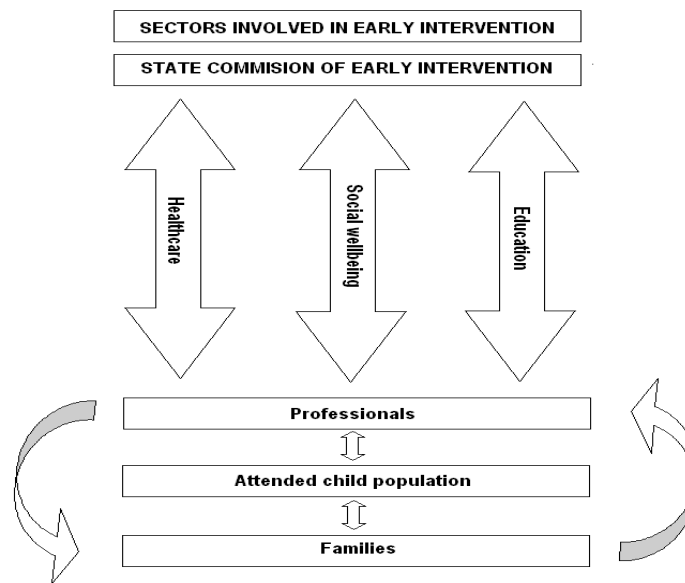 SECTORS INVOLVED IN EARLY INTERVENTION
STATE COMMISION OF EARLY INTERVENTION
Healthcare
Social wellbeing
Education
Professionals
Attended child population
Families